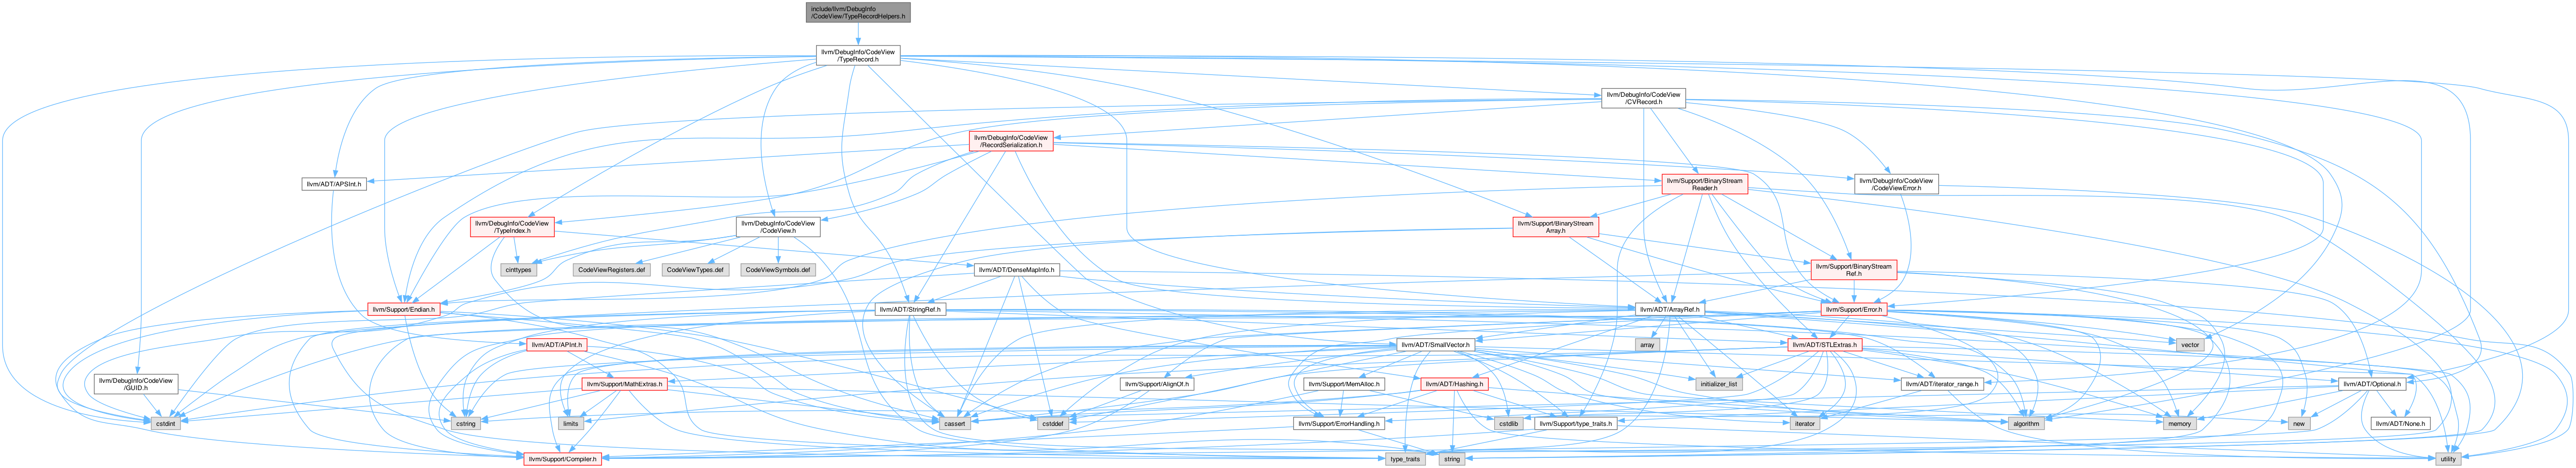 include/llvm/DebugInfo
/CodeView/TypeRecordHelpers.h
llvm/DebugInfo/CodeView
/TypeRecord.h
llvm/DebugInfo/CodeView
/CVRecord.h
llvm/DebugInfo/CodeView
/RecordSerialization.h
llvm/ADT/APSInt.h
llvm/Support/BinaryStream
Reader.h
llvm/DebugInfo/CodeView
/CodeViewError.h
llvm/DebugInfo/CodeView
/TypeIndex.h
llvm/DebugInfo/CodeView
/CodeView.h
llvm/Support/BinaryStream
Array.h
cinttypes
CodeViewRegisters.def
CodeViewTypes.def
CodeViewSymbols.def
llvm/ADT/DenseMapInfo.h
llvm/Support/BinaryStream
Ref.h
llvm/Support/Endian.h
llvm/ADT/StringRef.h
llvm/ADT/ArrayRef.h
llvm/Support/Error.h
llvm/ADT/APInt.h
llvm/ADT/SmallVector.h
array
llvm/ADT/STLExtras.h
vector
llvm/DebugInfo/CodeView
/GUID.h
llvm/Support/MathExtras.h
llvm/Support/AlignOf.h
llvm/Support/MemAlloc.h
llvm/ADT/Hashing.h
initializer_list
llvm/ADT/iterator_range.h
llvm/ADT/Optional.h
cstdint
cstring
limits
cassert
cstddef
llvm/Support/ErrorHandling.h
cstdlib
llvm/Support/type_traits.h
iterator
algorithm
memory
new
llvm/ADT/None.h
llvm/Support/Compiler.h
type_traits
string
utility